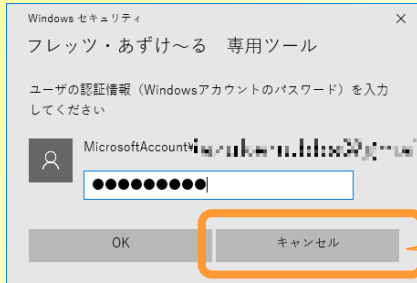 Windows セキュリティ
フレッツ・あずけ～る 専用ツール
ユーザの認証情報（Windowsアカウントのパスワード）を入力
してください
MicrosoftAccount¥
●●●●●●●●●
OK キャンセル